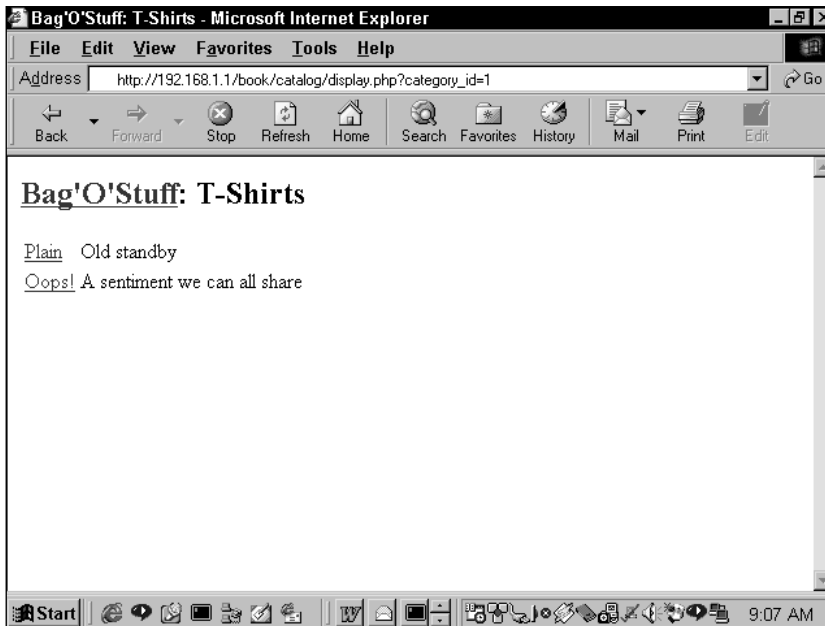 Bag'O'Stuff: T-Shirts - Microsoft Internet Explorer
File Edit View Favorites Tools Help
Address http://192.168.1.1/book/catalog/display.php?category_id=1 Go
Back Forward Stop Refresh Home Search Favorites History Mail Print Edit
Bag'O'Stuff: T-Shirts
Plain Old standby
Oops! A sentiment we can all share
Start W 9:07 AM